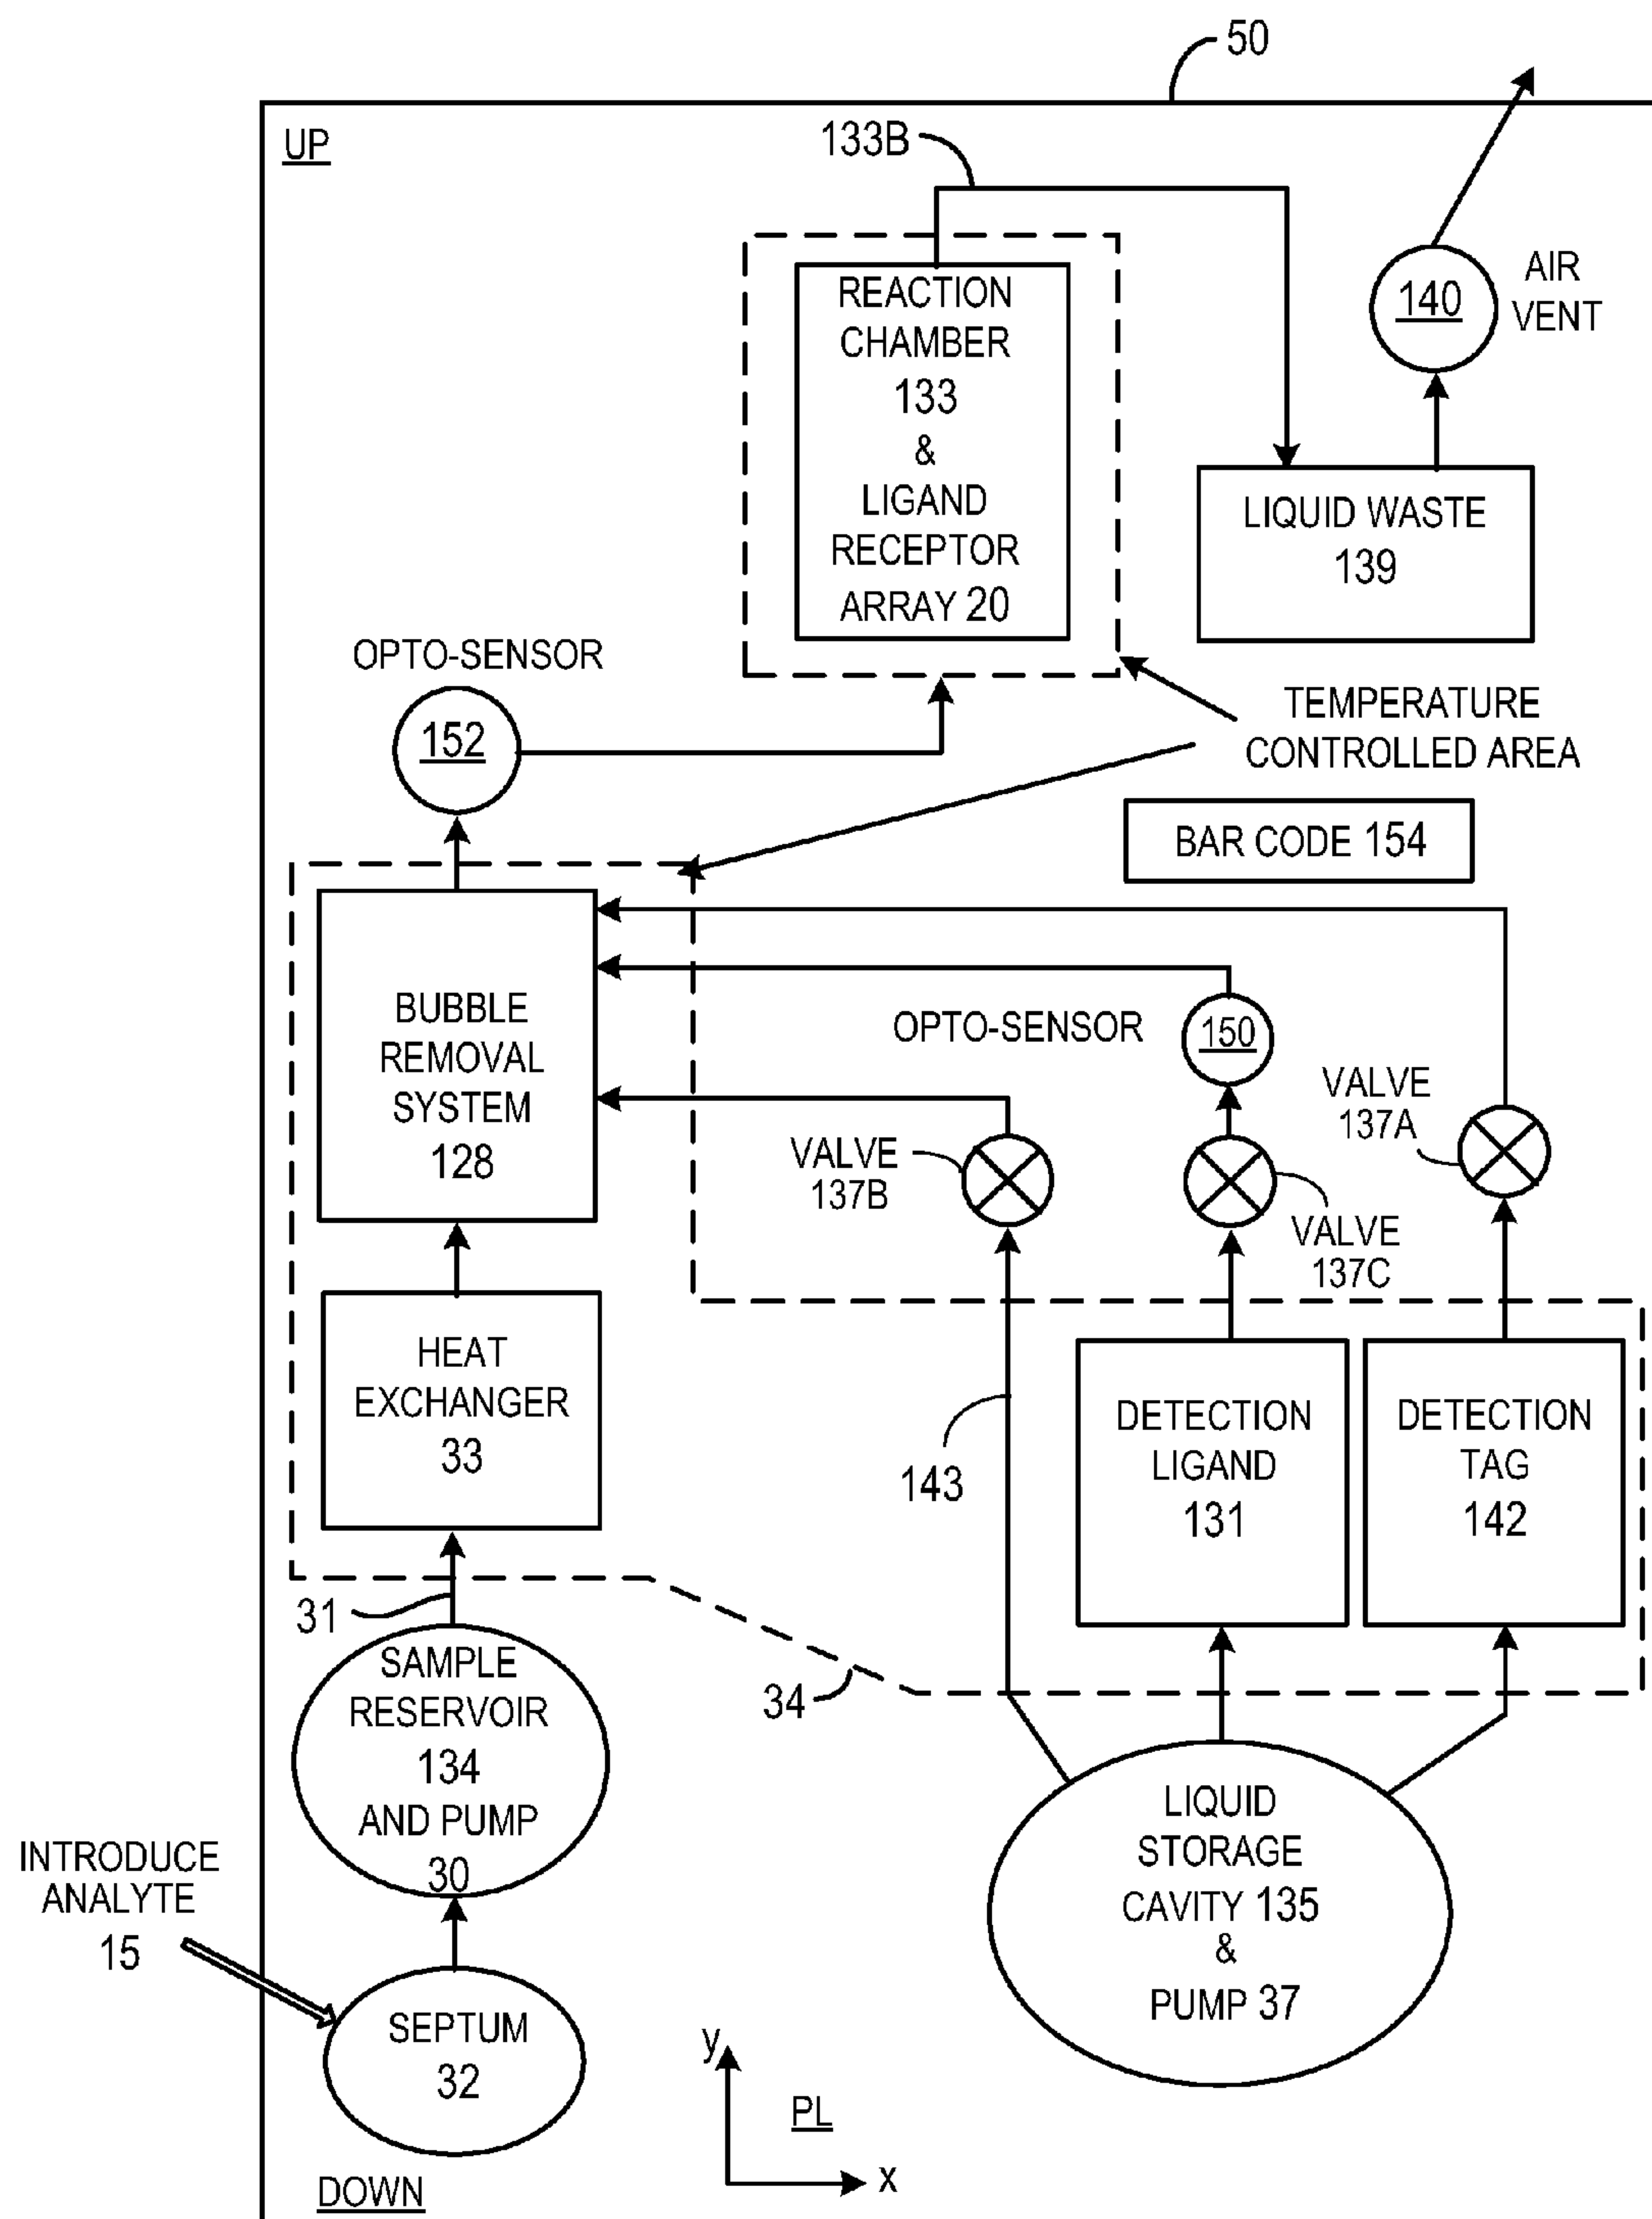 50
UP
133B
REACTION
CHAMBER
133
&
LIGAND
RECEPTOR
ARRAY 20
140
AIR
VENT
LIQUID WASTE
139
OPTO-SENSOR
152
TEMPERATURE
CONTROLLED AREA
BAR CODE 154
BUBBLE
REMOVAL
SYSTEM
128
OPTO-SENSOR
150
VALVE
137A
VALVE
137B
VALVE
137C
HEAT
EXCHANGER
33
143
DETECTION
LIGAND
131
DETECTION
TAG
142
31
34
SAMPLE
RESERVOIR
134
AND PUMP
30
LIQUID
STORAGE
CAVITY 135
&
PUMP 37
INTRODUCE
ANALYTE
15
SEPTUM
32
y
PL
x
DOWN